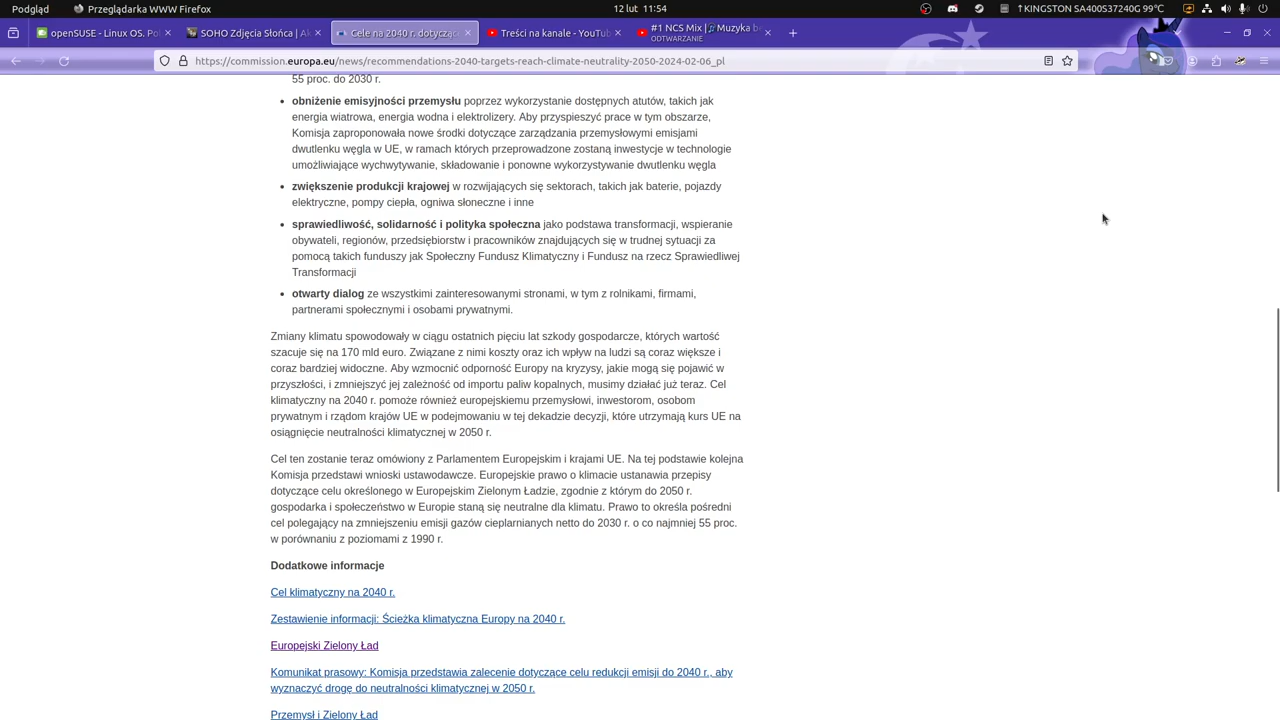 Podgląd
Przeglądarka WWW Firefox
12 lut 11:54
↑KINGSTON SA400S37240G 99°C
openSUSE - Linux OS. Pol
SOHO Zdjęcia Słońca | Ak
Cele na 2040 r. dotycząc
Treści na kanale - YouTub
#1 NCS Mix | 🎵 Muzyka b
ODTWARZANIE
https://commission.europa.eu/news/recommendations-2040-targets-reach-climate-neutrality-2050-2024-02-06_pl
55 proc. do 2030 r.
• obniżenie emisyjności przemysłu poprzez wykorzystanie dostępnych atutów, takich jak
energia wiatrowa, energia wodna i elektrolizery. Aby przyspieszyć prace w tym obszarze,
Komisja zaproponowała nowe środki dotyczące zarządzania przemysłowymi emisjami
dwutlenku węgla w UE, w ramach których przeprowadzone zostaną inwestycje w technologie
umożliwiające wychwytywanie, składowanie i ponowne wykorzystywanie dwutlenku węgla
• zwiększenie produkcji krajowej w rozwijających się sektorach, takich jak baterie, pojazdy
elektryczne, pompy ciepła, ogniwa słoneczne i inne
• sprawiedliwość, solidarność i polityka społeczna jako podstawa transformacji, wspieranie
obywateli, regionów, przedsiębiorstw i pracowników znajdujących się w trudnej sytuacji za
pomocą takich funduszy jak Społeczny Fundusz Klimatyczny i Fundusz na rzecz Sprawiedliwej
Transformacji
• otwarty dialog ze wszystkimi zainteresowanymi stronami, w tym z rolnikami, firmami,
partnerami społecznymi i osobami prywatnymi.
Zmiany klimatu spowodowały w ciągu ostatnich pięciu lat szkody gospodarcze, których wartość
szacuje się na 170 mld euro. Związane z nimi koszty oraz ich wpływ na ludzi są coraz większe i
coraz bardziej widoczne. Aby wzmocnić odporność Europy na kryzysy, jakie mogą się pojawić w
przyszłości, i zmniejszyć jej zależność od importu paliw kopalnych, musimy działać już teraz. Cel
klimatyczny na 2040 r. pomoże również europejskiemu przemysłowi, inwestorom, osobom
prywatnym i rządom krajów UE w podejmowaniu w tej dekadzie decyzji, które utrzymają kurs UE na
osiągnięcie neutralności klimatycznej w 2050 r.
Cel ten zostanie teraz omówiony z Parlamentem Europejskim i krajami UE. Na tej podstawie kolejna
Komisja przedstawi wnioski ustawodawcze. Europejskie prawo o klimacie ustanawia przepisy
dotyczące celu określonego w Europejskim Zielonym Ładzie, zgodnie z którym do 2050 r.
gospodarka i społeczeństwo w Europie staną się neutralne dla klimatu. Prawo to określa pośredni
cel polegający na zmniejszeniu emisji gazów cieplarnianych netto do 2030 r. o co najmniej 55 proc.
w porównaniu z poziomami z 1990 r.
Dodatkowe informacje
Cel klimatyczny na 2040 r.
Zestawienie informacji: Ścieżka klimatyczna Europy na 2040 r.
Europejski Zielony Ład
Komunikat prasowy: Komisja przedstawia zalecenie dotyczące celu redukcji emisji do 2040 r., aby
wyznaczyć drogę do neutralności klimatycznej w 2050 r.
Przemysł i Zielony Ład